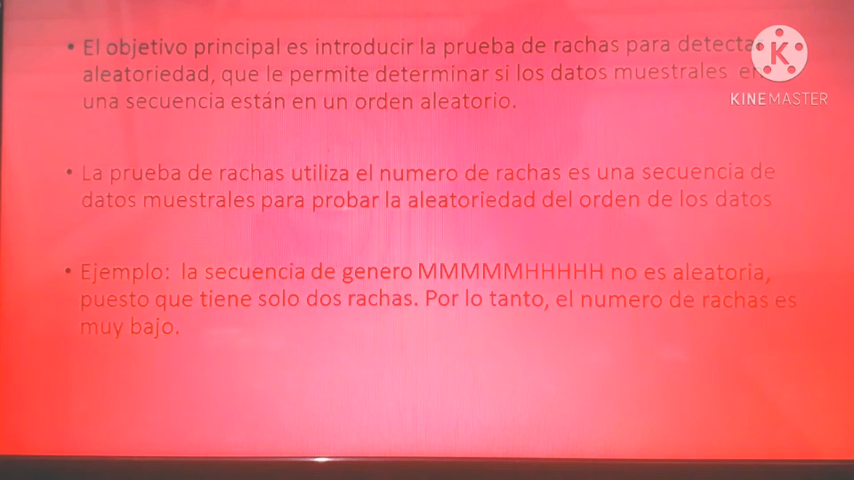 • El objetivo principal es introducir la prueba de rachas para detectar
aleatoriedad, que le permite determinar si los datos muestrales en
una secuencia están en un orden aleatorio.
• La prueba de rachas utiliza el numero de rachas es una secuencia de
datos muestrales para probar la aleatoriedad del orden de los datos
• Ejemplo: la secuencia de genero MMMMMHHHHH no es aleatoria,
puesto que tiene solo dos rachas. Por lo tanto, el numero de rachas es
muy bajo.
K
KINEMASTER